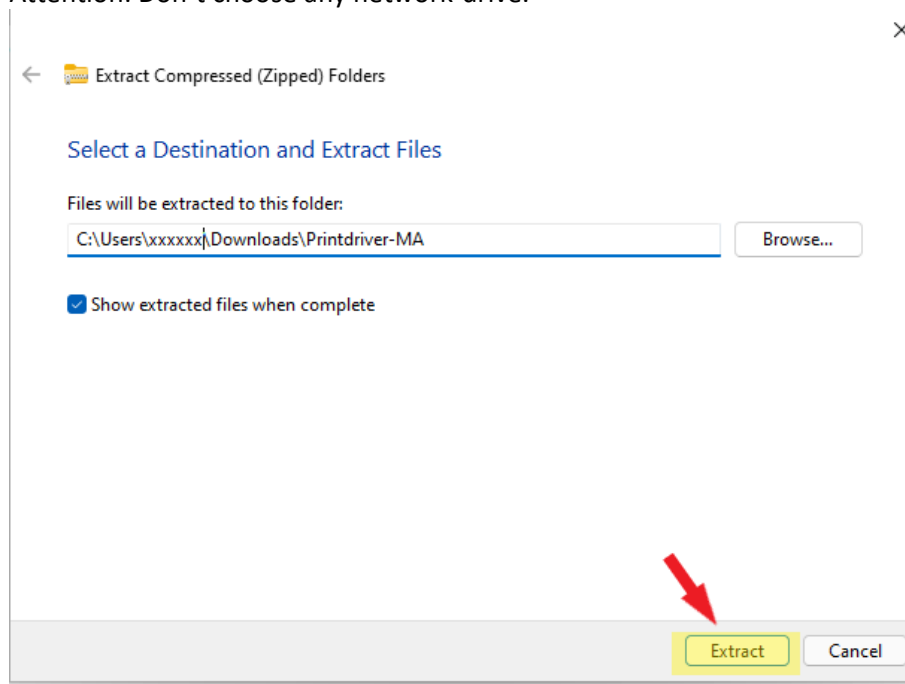 Attention: Don't choose any network-drive.
Extract Compressed (Zipped) Folders
Select a Destination and Extract Files
Files will be extracted to this folder:
C:\Users\xxxxxx\Downloads\Printdriver-MA
Browse...
Show extracted files when complete
Extract
Cancel